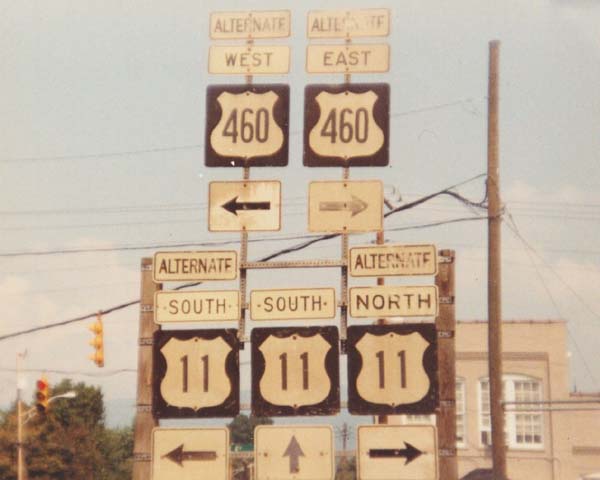 ALTERNATE ALTERNATE
WEST EAST
460 460
ALTERNATE ALTERNATE
SOUTH SOUTH NORTH
11 11 11